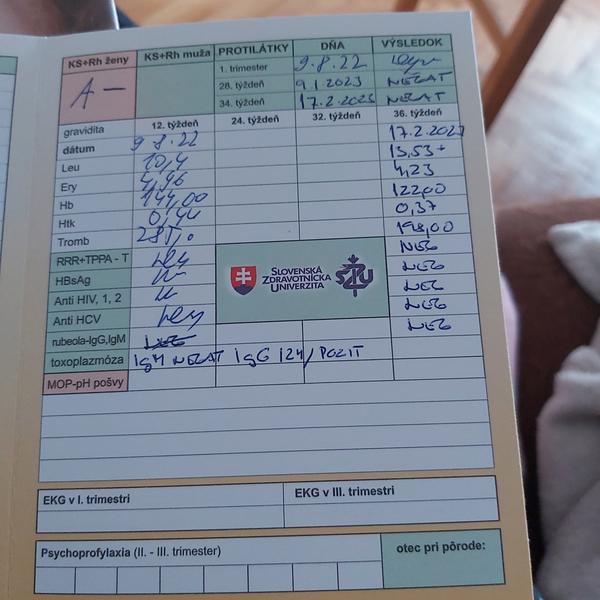 KS+Rh ženy KS+Rh muža PROTILÁTKY DŇA VÝSLEDOK
A - 1. trimester 9.8.22
28. týždeň 9.1.2023 NEGAT
34. týždeň 17.2.2023 NEGAT
gravidita 12. týždeň 24. týždeň 32. týždeň 36. týždeň
dátum 9.8.22 17.2.2023
Leu 10,4 13,53+
Ery 4,96 4,23
Hb 144,00 122,00
Htk 0,44 0,37
Tromb 198,00
RRR+TPPA - T neg NEG
HBsAg NEG
Anti HIV, 1, 2 NEG
Anti HCV neg NEG
rubeola-IgG,IgM NEG
toxoplazmóza IgM NEGAT IgG 124/POZIT
MOP-pH pošvy
SLOVENSKÁ
ZDRAVOTNÍCKA
UNIVERZITA
SZU
EKG v I. trimestri EKG v III. trimestri
Psychoprofylaxia (II. - III. trimester) otec pri pôrode: